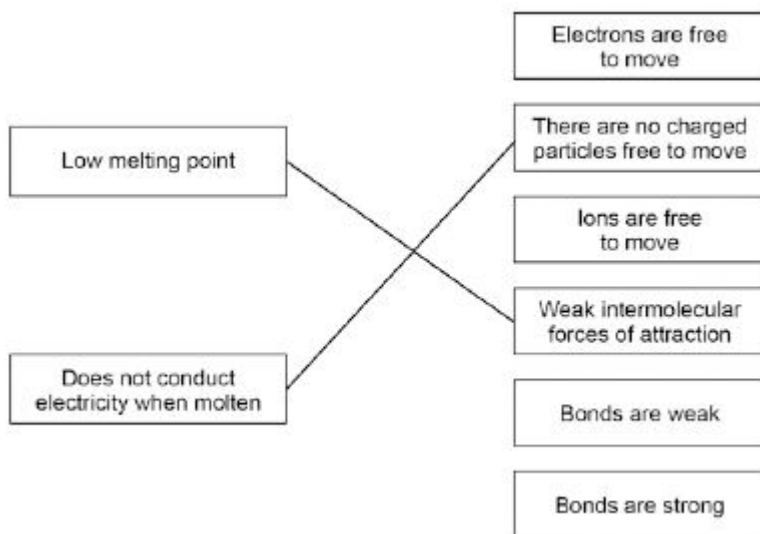 Electrons are free
to move
Low melting point
There are no charged
particles free to move
Ions are free
to move
Weak intermolecular
forces of attraction
Does not conduct
electricity when molten
Bonds are weak
Bonds are strong